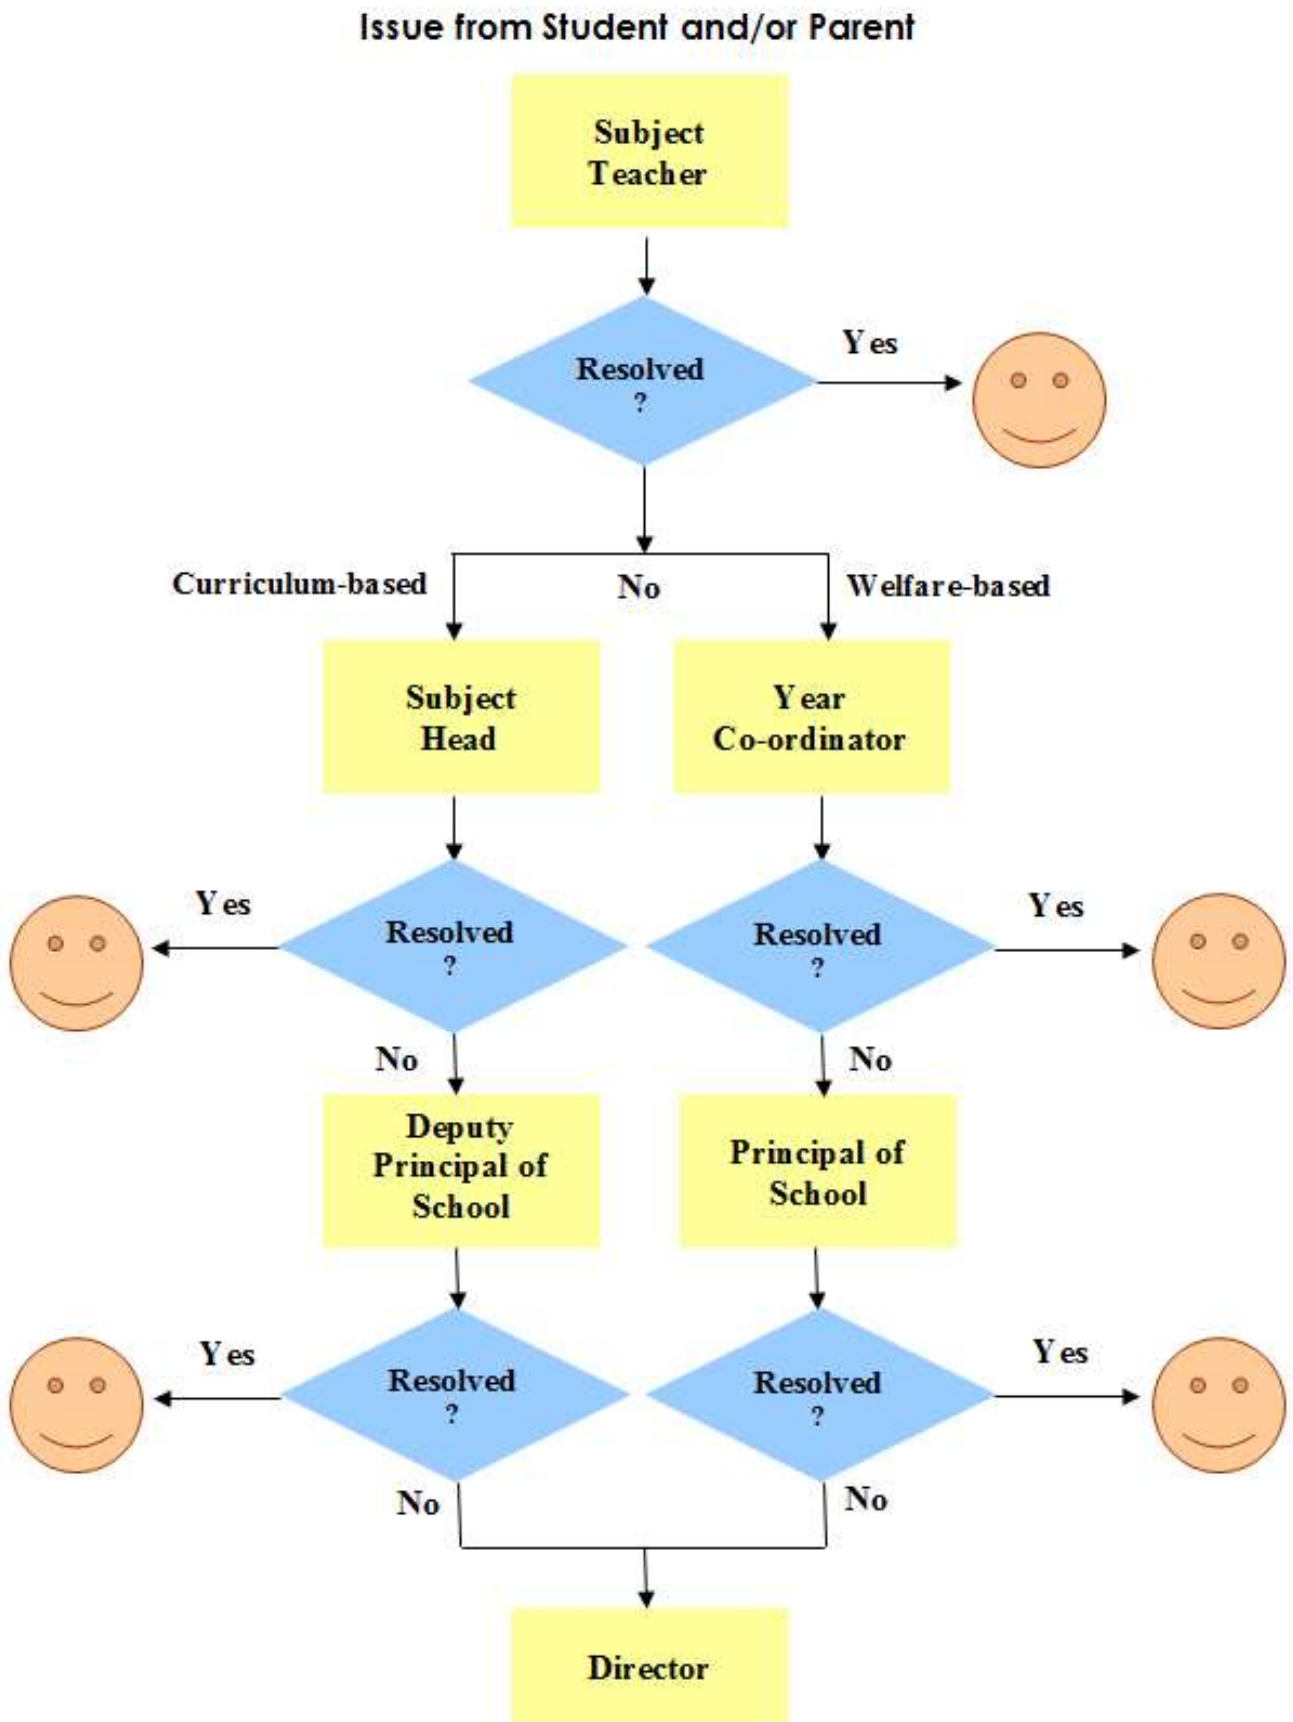 Issue from Student and/or Parent
Subject
Teacher
Yes
Resolved
?
Curriculum-based
No
Welfare-based
Subject
Head
Year
Co-ordinator
Yes
Resolved
?
Resolved
?
Yes
No
No
Deputy
Principal of
School
Principal of
School
Yes
Resolved
?
Resolved
?
Yes
No
No
Director